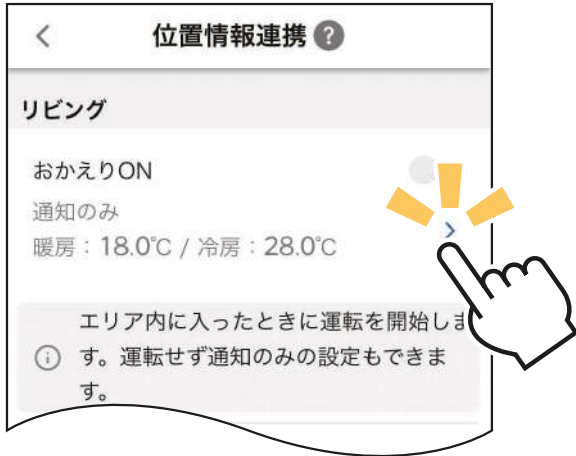 位置情報連携 ?
リビング
おかえりON
通知のみ
暖房：18.0℃ / 冷房：28.0℃
エリア内に入ったときに運転を開始しま
す。運転せず通知のみの設定もできま
す。